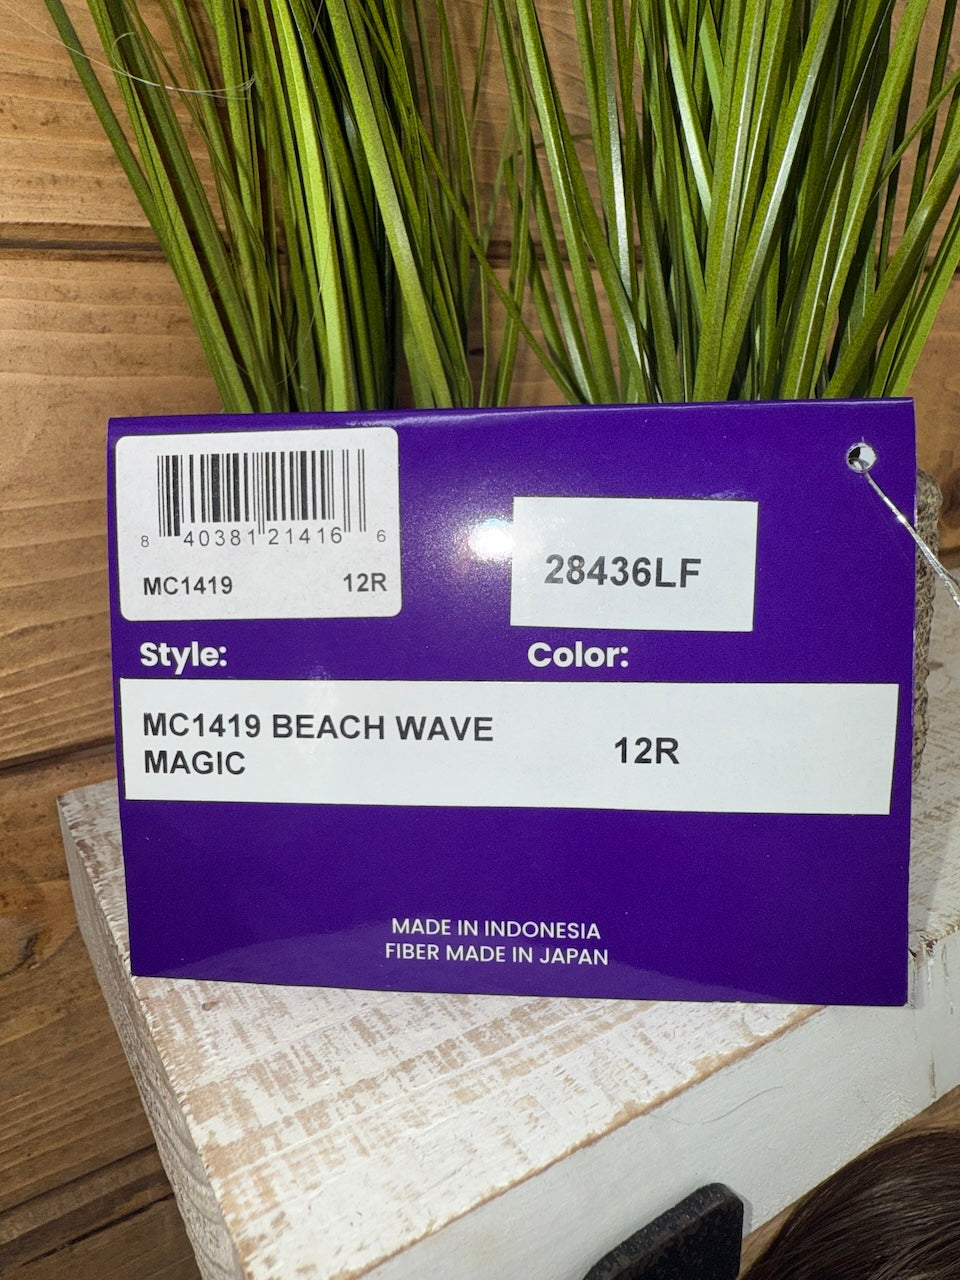 8 40381 21416 6
MC1419 12R
28436LF
Style: Color:
MC1419 BEACH WAVE
MAGIC
12R
MADE IN INDONESIA
FIBER MADE IN JAPAN